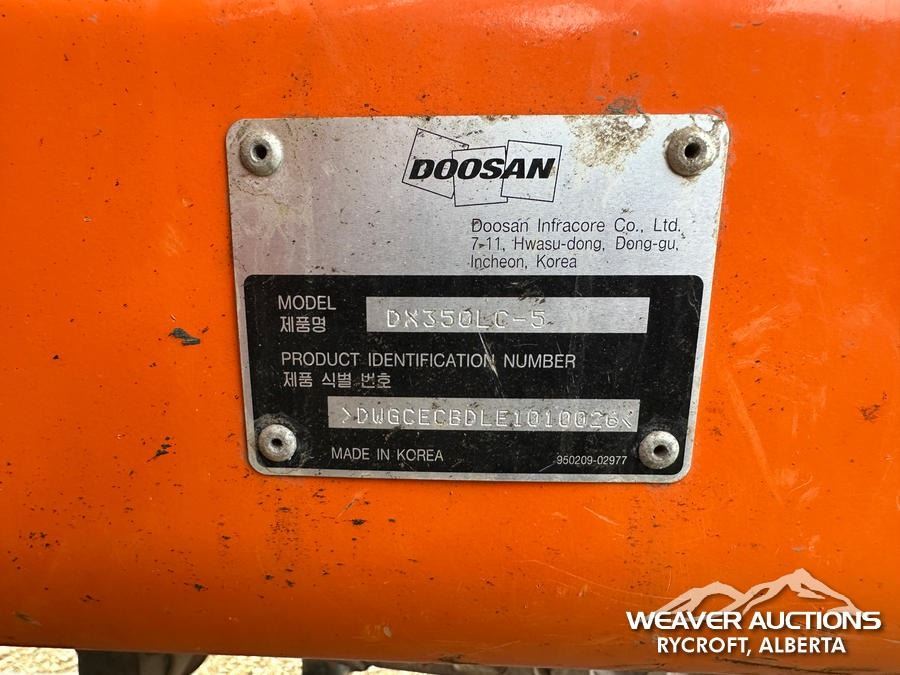 DOOSAN
Doosan Infracore Co., Ltd.
7-11, Hwasu-dong, Dong-gu,
Incheon, Korea
MODEL
제품명
DX350LC-5
PRODUCT IDENTIFICATION NUMBER
제품 식별 번호
>DWGCECBDLE1010026<
MADE IN KOREA
950209-02977
WEAVER AUCTIONS
RYCROFT, ALBERTA